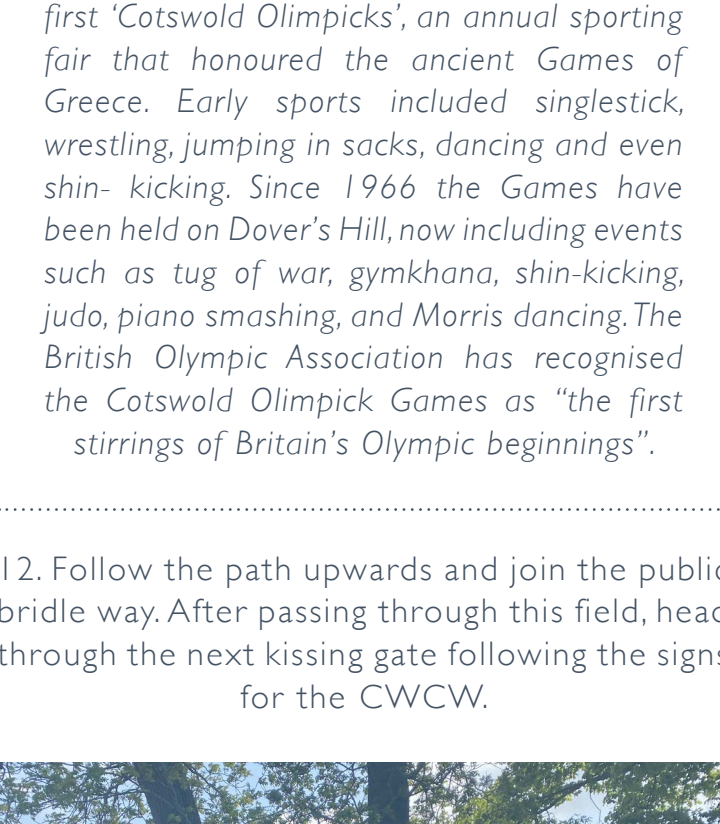 first ‘Cotswold Olimpicks’, an annual sporting
fair that honoured the ancient Games of
Greece. Early sports included singlestick,
wrestling, jumping in sacks, dancing and even
shin- kicking. Since 1966 the Games have
been held on Dover’s Hill, now including events
such as tug of war, gymkhana, shin-kicking,
judo, piano smashing, and Morris dancing. The
British Olympic Association has recognised
the Cotswold Olimpick Games as “the first
stirrings of Britain’s Olympic beginnings”.
12. Follow the path upwards and join the public
bridle way. After passing through this field, head
through the next kissing gate following the signs
for the CWCW.